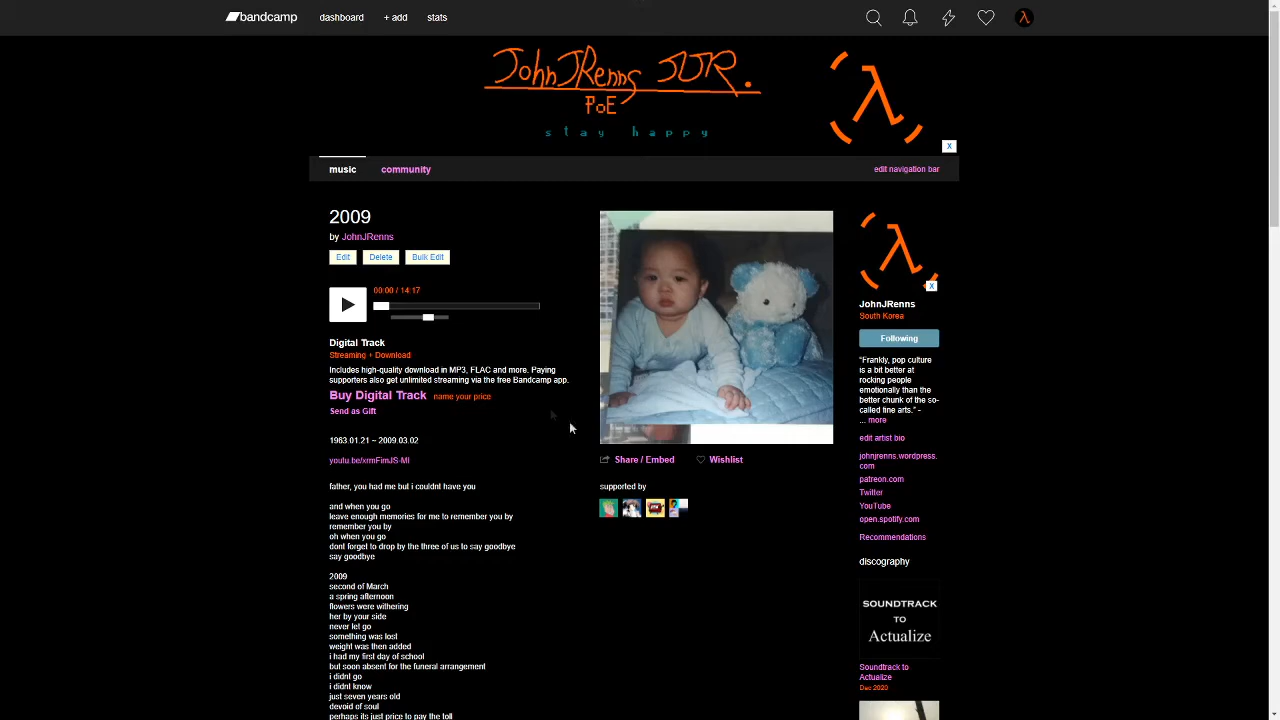 bandcamp dashboard + add stats
λ
JohnJRenns JJR.
PoE
stay happy
(λ)
X
music community edit navigation bar
2009
by JohnJRenns
Edit Delete Bulk Edit
00:00 / 14:17
Digital Track
Streaming + Download
Includes high-quality download in MP3, FLAC and more. Paying
supporters also get unlimited streaming via the free Bandcamp app.
Buy Digital Track name your price
Send as Gift
1963.01.21 ~ 2009.03.02
youtu.be/xrmFimJS-MI
father, you had me but i couldnt have you
and when you go
leave enough memories for me to remember you by
remember you by
oh when you go
dont forget to drop by the three of us to say goodbye
say goodbye
2009
second of March
a spring afternoon
flowers were withering
her by your side
never let go
something was lost
weight was then added
i had my first day of school
but soon absent for the funeral arrangement
i didnt go
i didnt know
just seven years old
devoid of soul
perhaps its just price to pay the toll
Share / Embed Wishlist
supported by
(λ)
X
JohnJRenns
South Korea
Following
"Frankly, pop culture
is a bit better at
rocking people
emotionally than the
better chunk of the so-
called fine arts." -
... more
edit artist bio
johnjrenns.wordpress.
com
patreon.com
Twitter
YouTube
open.spotify.com
Recommendations
discography
SOUNDTRACK
TO
Actualize
Soundtrack to
Actualize
Dec 2020